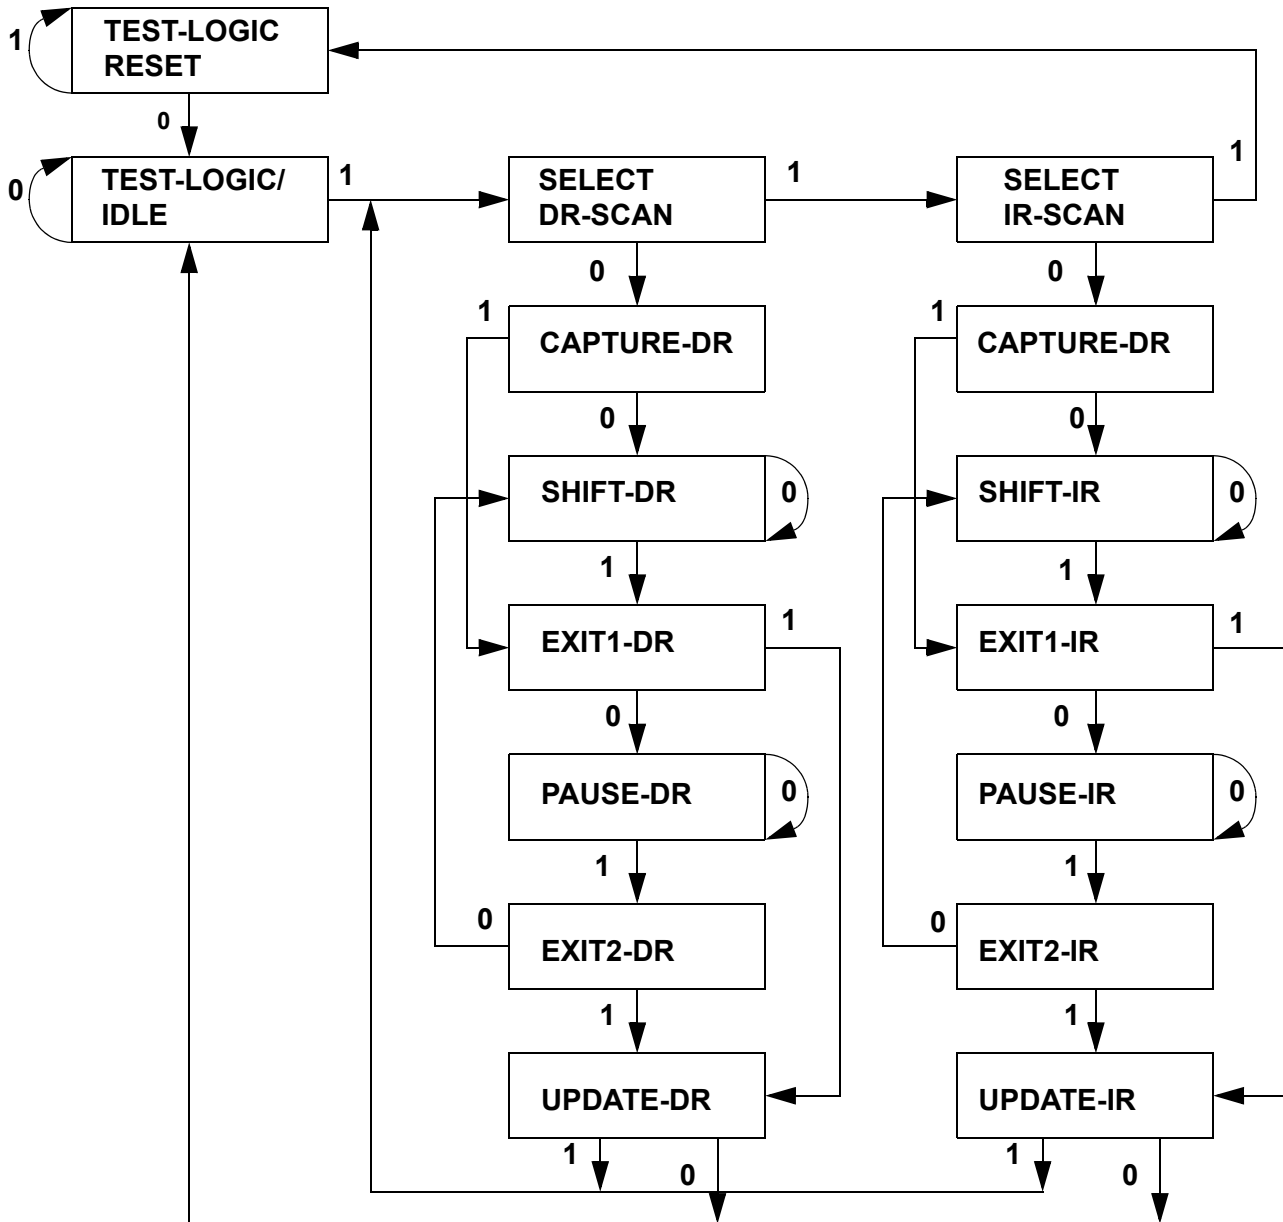 1
TEST-LOGIC
RESET
0
0
TEST-LOGIC/
IDLE
1
SELECT
DR-SCAN
1
SELECT
IR-SCAN
1
0
0
1
CAPTURE-DR
1
CAPTURE-DR
0
0
SHIFT-DR
0
SHIFT-IR
0
1
1
EXIT1-DR
1
EXIT1-IR
1
0
0
PAUSE-DR
0
PAUSE-IR
0
1
1
0
EXIT2-DR
0
EXIT2-IR
1
1
UPDATE-DR
UPDATE-IR
1
0
1
0